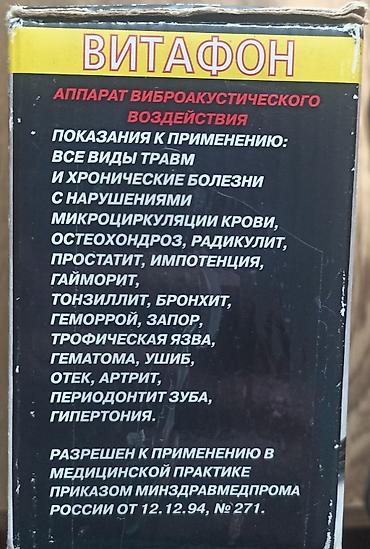 ВИТАФОН
АППАРАТ ВИБРОАКУСТИЧЕСКОГО
ВОЗДЕЙСТВИЯ
ПОКАЗАНИЯ К ПРИМЕНЕНИЮ:
ВСЕ ВИДЫ ТРАВМ
И ХРОНИЧЕСКИЕ БОЛЕЗНИ
С НАРУШЕНИЯМИ
МИКРОЦИРКУЛЯЦИИ КРОВИ,
ОСТЕОХОНДРОЗ, РАДИКУЛИТ,
ПРОСТАТИТ, ИМПОТЕНЦИЯ,
ГАЙМОРИТ,
ТОНЗИЛЛИТ, БРОНХИТ,
ГЕМОРРОЙ, ЗАПОР,
ТРОФИЧЕСКАЯ ЯЗВА,
ГЕМАТОМА, УШИБ,
ОТЕК, АРТРИТ,
ПЕРИОДОНТИТ ЗУБА,
ГИПЕРТОНИЯ.
РАЗРЕШЕН К ПРИМЕНЕНИЮ В
МЕДИЦИНСКОЙ ПРАКТИКЕ
ПРИКАЗОМ МИНЗДРАВМЕДПРОМА
РОССИИ ОТ 12.12.94, № 271.